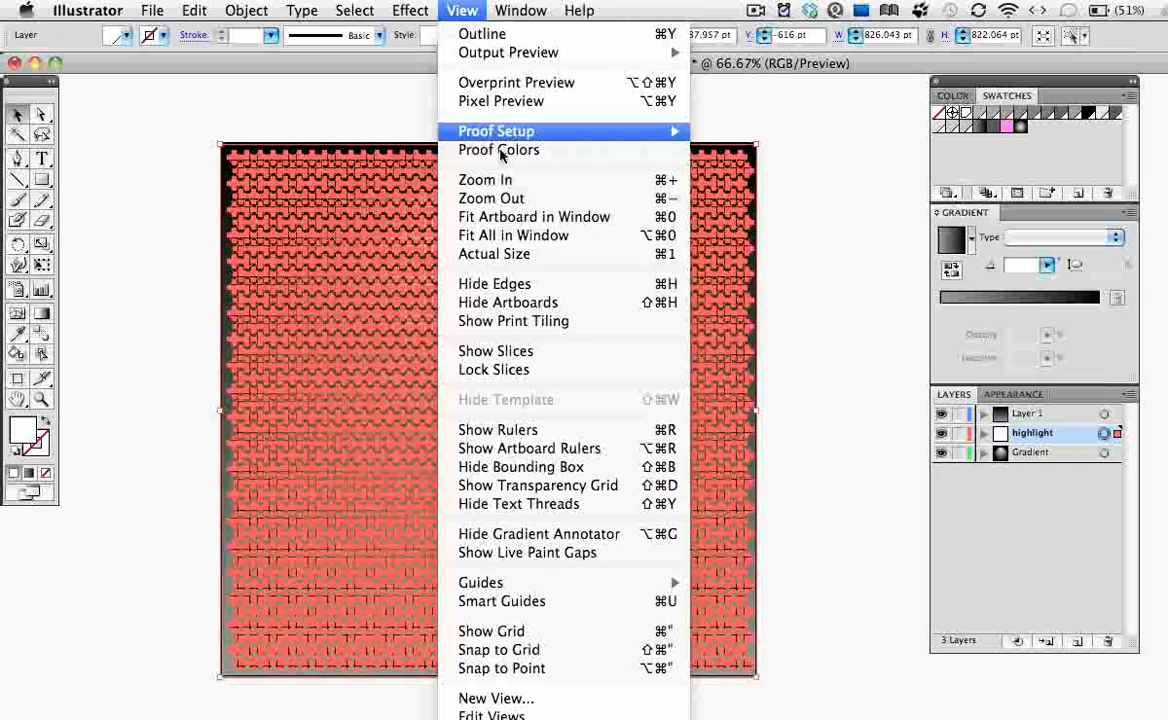 Illustrator File Edit Object Type Select Effect View Window Help (51%)
Layer Stroke: Basic Style: 37.957 pt Y: -616 pt W: 826.043 pt H: 822.064 pt
* @ 66.67% (RGB/Preview)
Outline ⌘Y
Output Preview
Overprint Preview ⌥⇧⌘Y
Pixel Preview ⌥⌘Y
Proof Setup
Proof Colors
Zoom In ⌘+
Zoom Out ⌘−
Fit Artboard in Window ⌘0
Fit All in Window ⌥⌘0
Actual Size ⌘1
Hide Edges ⌘H
Hide Artboards ⇧⌘H
Show Print Tiling
Show Slices
Lock Slices
Hide Template ⇧⌘W
Show Rulers ⌘R
Show Artboard Rulers ⌥⌘R
Hide Bounding Box ⇧⌘B
Show Transparency Grid ⇧⌘D
Hide Text Threads ⇧⌘Y
Hide Gradient Annotator ⌥⌘G
Show Live Paint Gaps
Guides
Smart Guides ⌘U
Show Grid ⌘"
Snap to Grid ⇧⌘"
Snap to Point ⌥⌘"
New View...
Edit Views...
COLOR SWATCHES
GRADIENT
Type
Opacity
Location
LAYERS APPEARANCE
Layer 1
highlight
Gradient
3 Layers